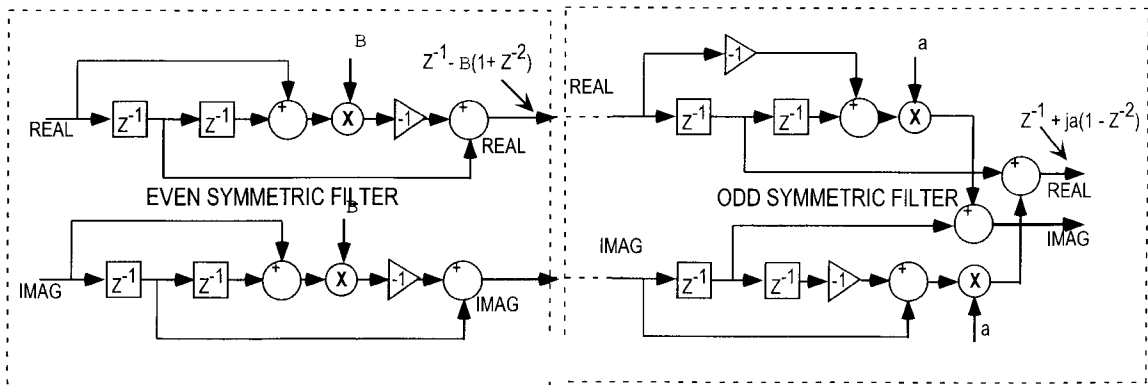 B
Z⁻¹ - B(1+ Z⁻²)
REAL
Z⁻¹
Z⁻¹
+
X
-1
+
REAL
EVEN SYMMETRIC FILTER
B
IMAG
Z⁻¹
Z⁻¹
+
X
-1
+
IMAG
REAL
-1
a
Z⁻¹
Z⁻¹
+
X
Z⁻¹ + ja(1 - Z⁻²)
+
REAL
ODD SYMMETRIC FILTER
+
IMAG
IMAG
Z⁻¹
Z⁻¹
-1
+
X
a